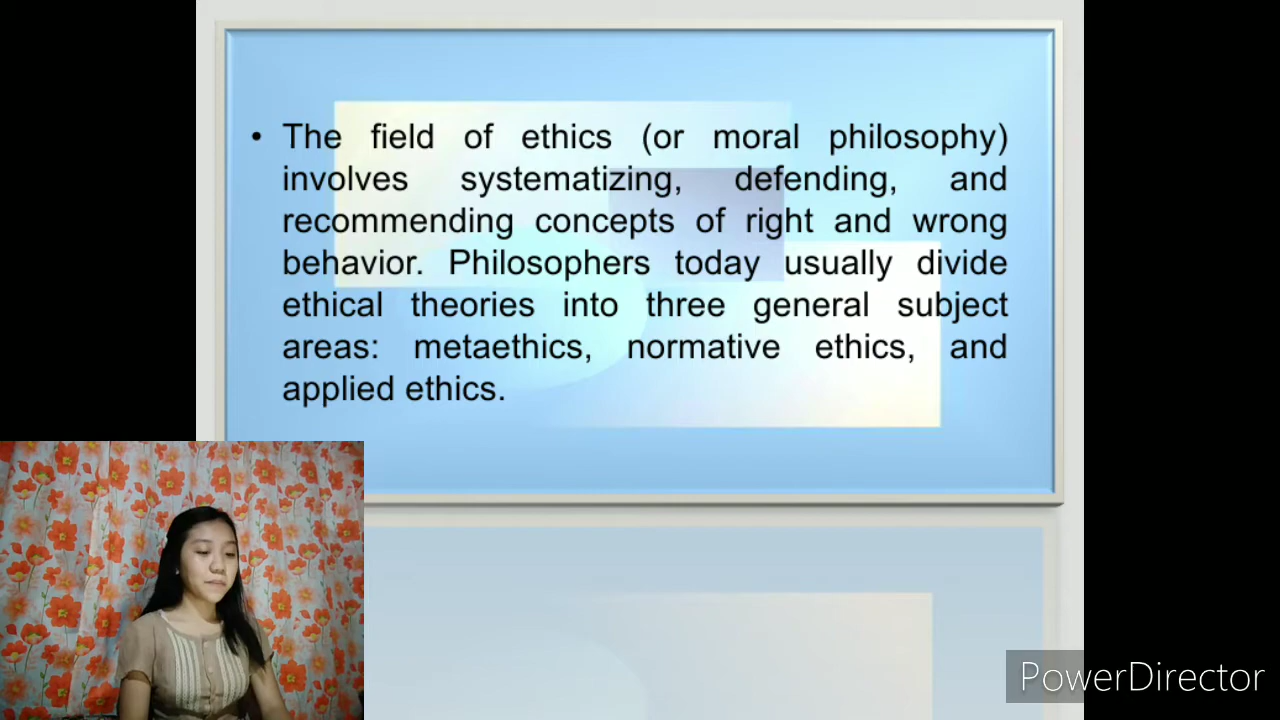 • The field of ethics (or moral philosophy)
involves systematizing, defending, and
recommending concepts of right and wrong
behavior. Philosophers today usually divide
ethical theories into three general subject
areas: metaethics, normative ethics, and
applied ethics.
PowerDirector